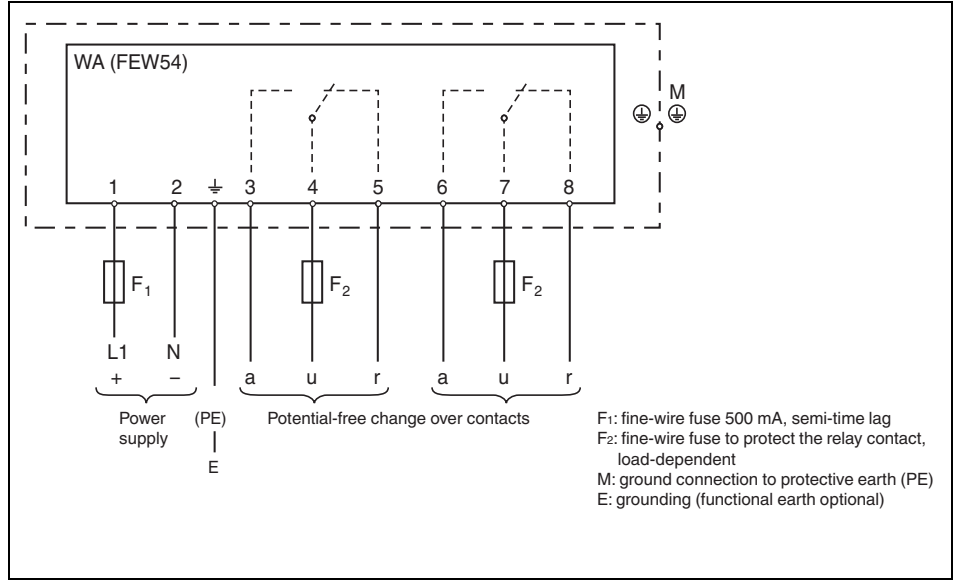 WA (FEW54)
M
1 2 3 4 5 6 7 8
F1 F2 F2
L1 N
+ – a u r a u r
Power supply
(PE)
Potential-free change over contacts
E
F1: fine-wire fuse 500 mA, semi-time lag
F2: fine-wire fuse to protect the relay contact,
load-dependent
M: ground connection to protective earth (PE)
E: grounding (functional earth optional)